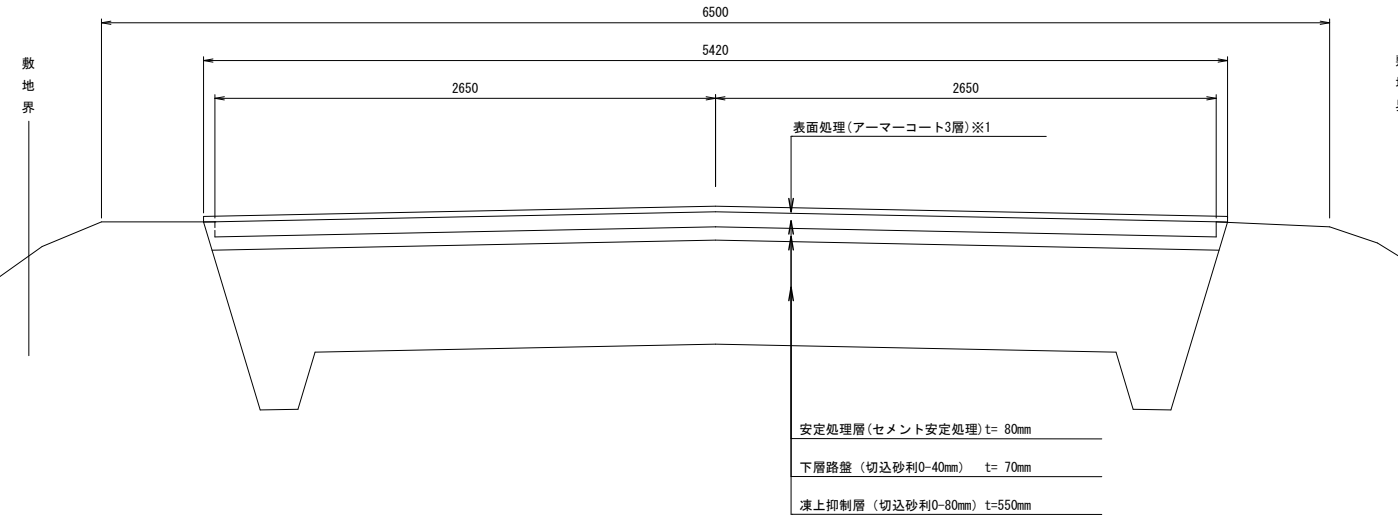 6500
敷地界
5420
2650
2650
表面処理(アーマーコート3層)※1
安定処理層(セメント安定処理)t= 80mm
下層路盤 (切込砂利0-40mm) t= 70mm
凍上抑制層 (切込砂利0-80mm) t=550mm